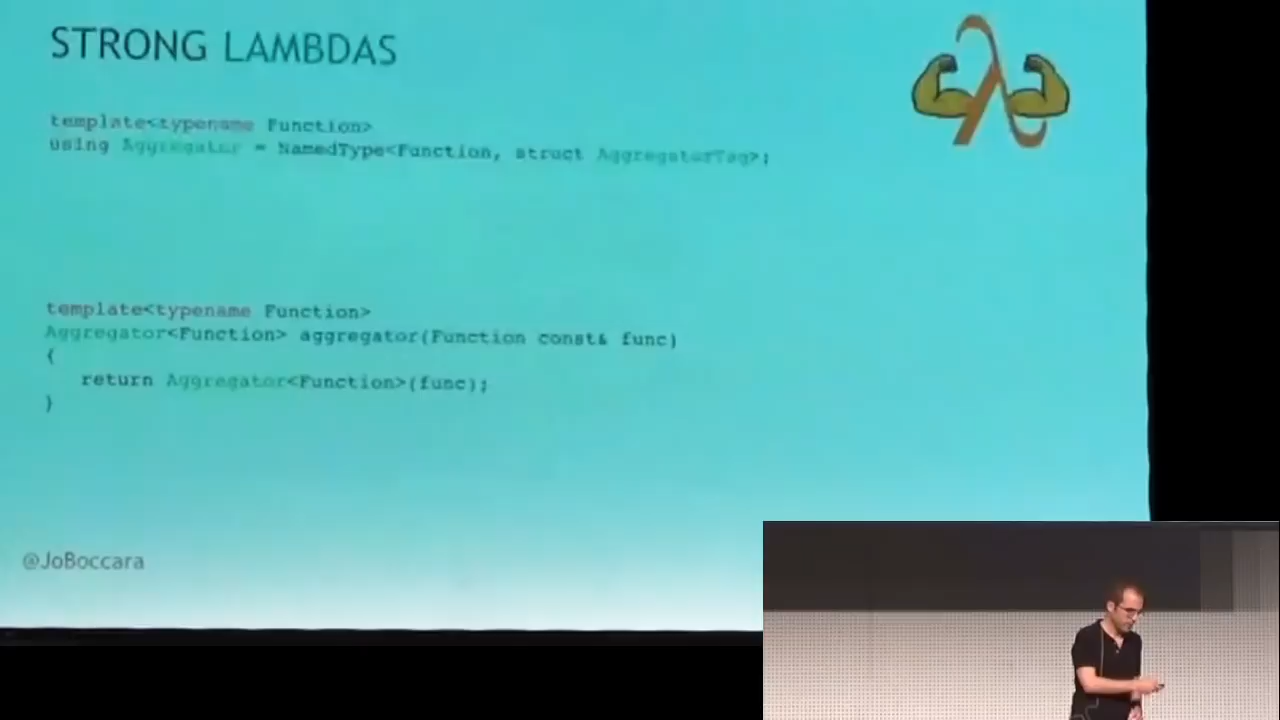 STRONG LAMBDAS
template<typename Function>
using Aggregator = NamedType<Function, struct AggregatorTag>;
template<typename Function>
Aggregator<Function> aggregator(Function const& func)
{
return Aggregator<Function>(func);
}
@JoBoccara